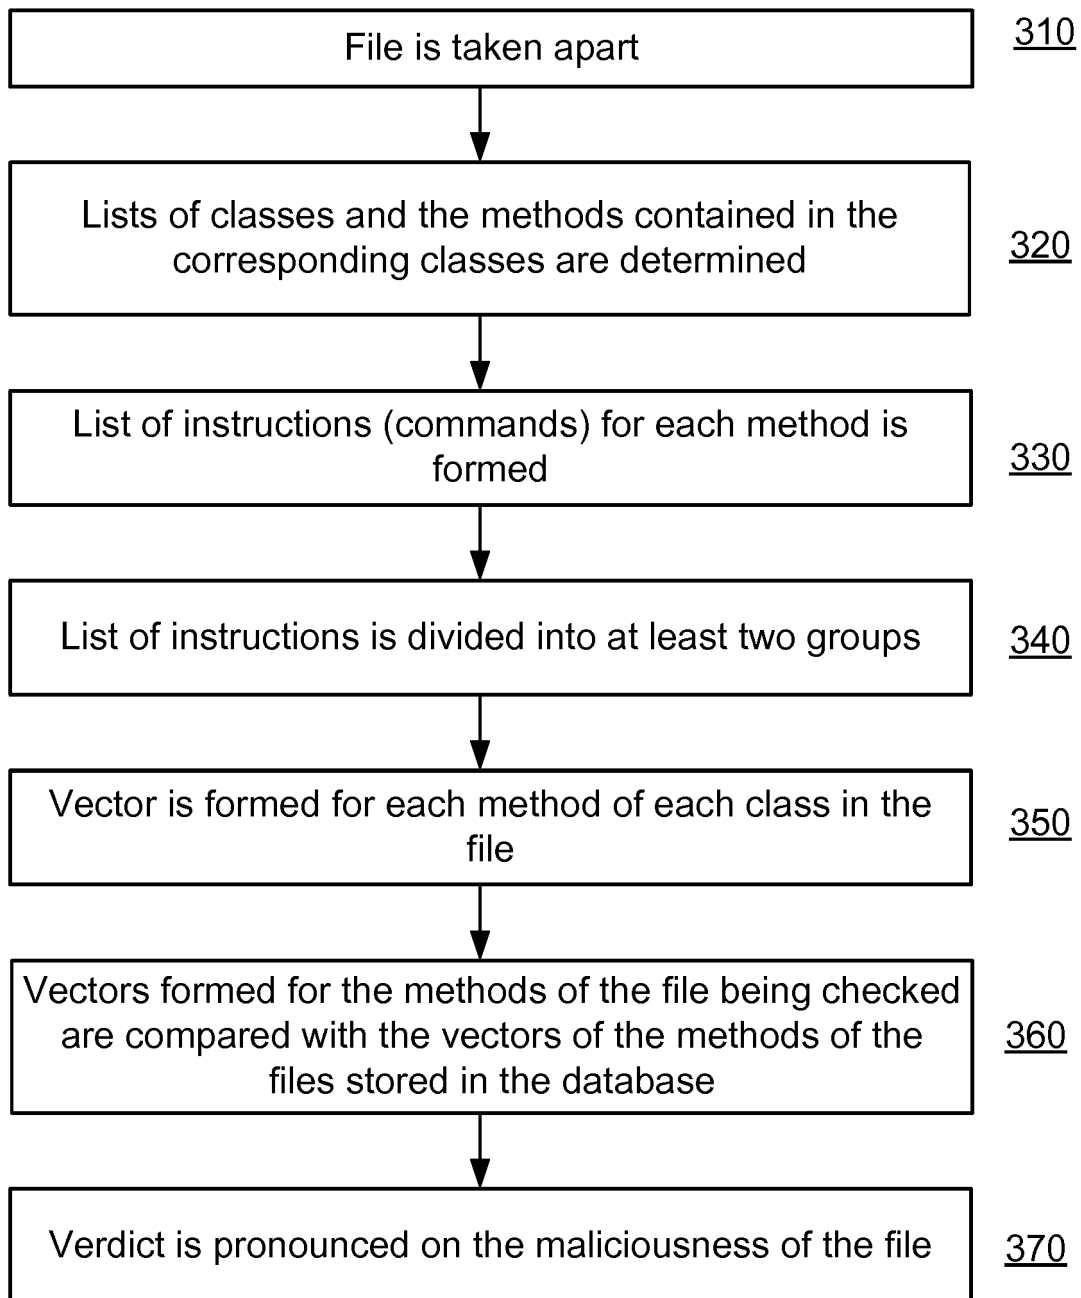 File is taken apart
310
Lists of classes and the methods contained in the
corresponding classes are determined
320
List of instructions (commands) for each method is
formed
330
List of instructions is divided into at least two groups
340
Vector is formed for each method of each class in the
file
350
Vectors formed for the methods of the file being checked
are compared with the vectors of the methods of the
files stored in the database
360
Verdict is pronounced on the maliciousness of the file
370